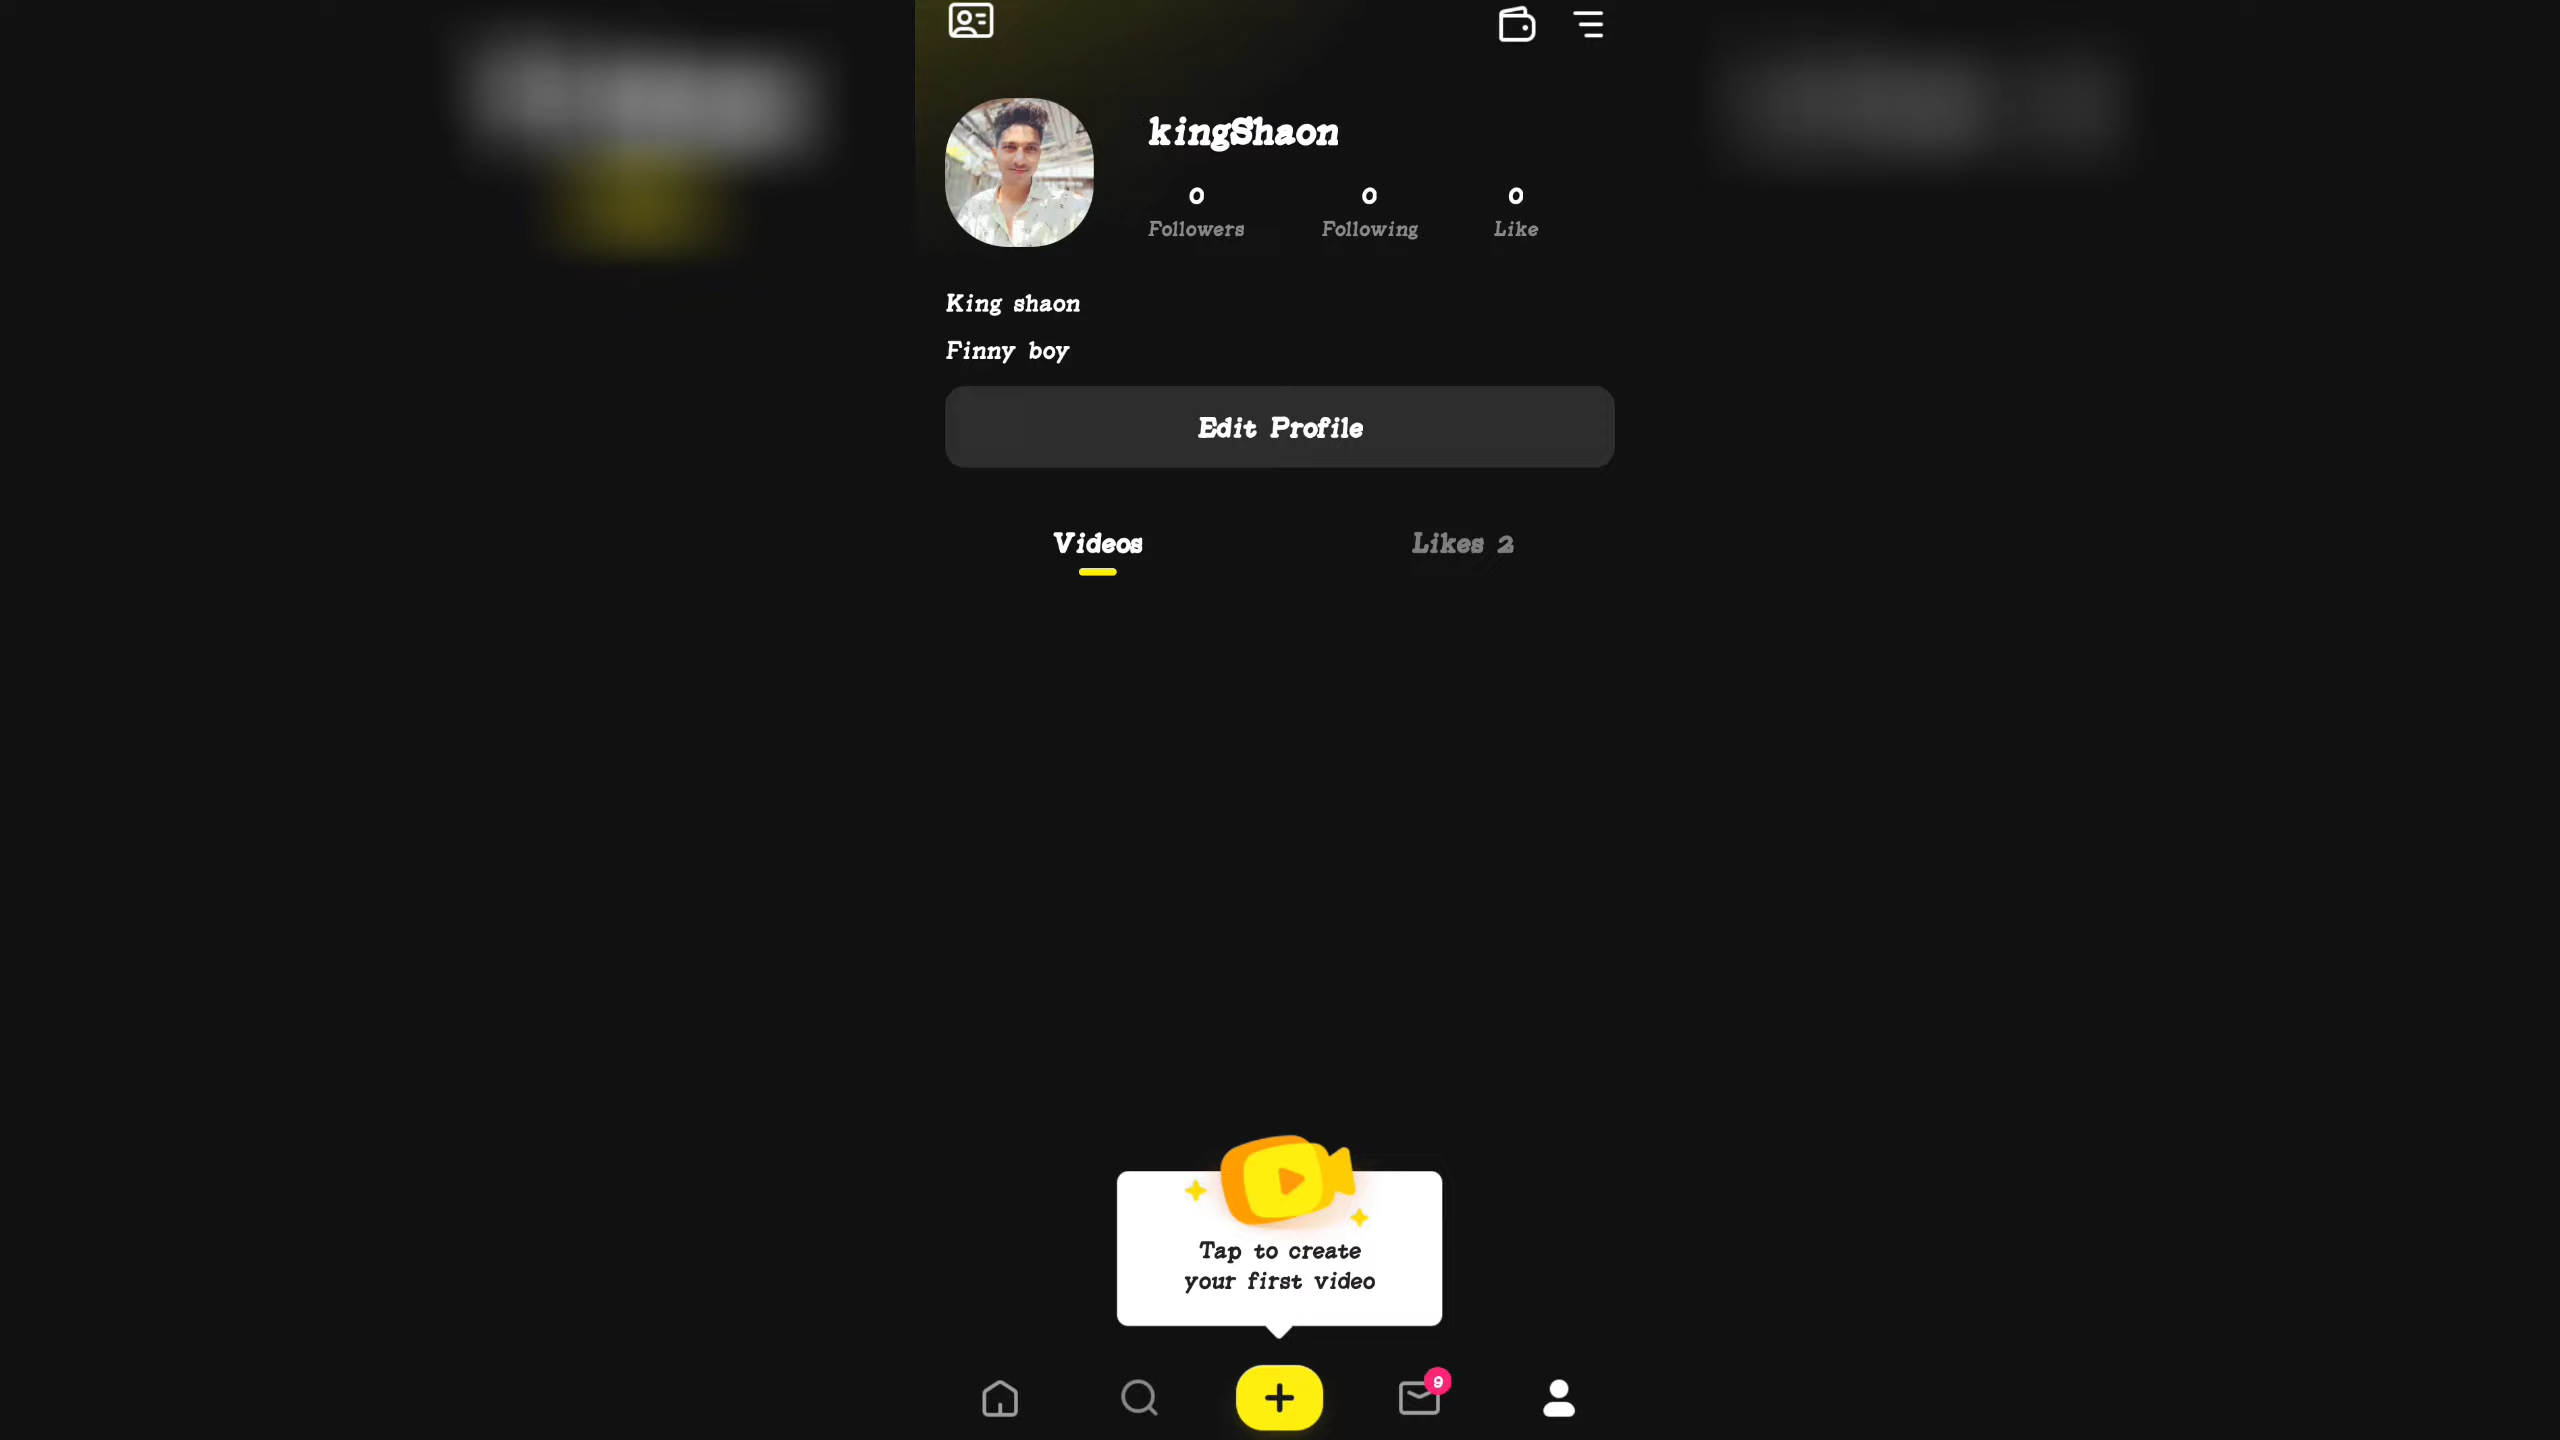 kingShaon
0 0 0
Followers Following Like
King shaon
Finny boy
Edit Profile
Videos Likes 2
Tap to create
your first video
9